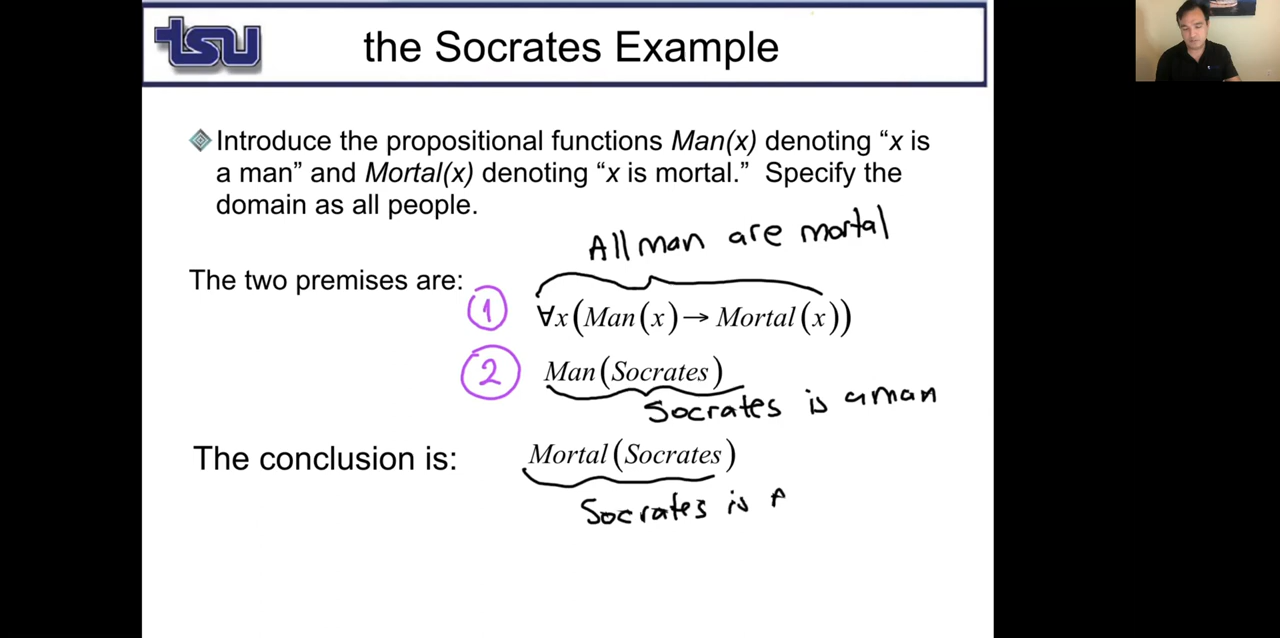 tsu
the Socrates Example
Introduce the propositional functions Man(x) denoting “x is
a man” and Mortal(x) denoting “x is mortal.” Specify the
domain as all people.
All man are mortal
The two premises are:
1 ∀x(Man(x)→ Mortal(x))
2 Man(Socrates)
Socrates is a man
The conclusion is: Mortal(Socrates)
Socrates is